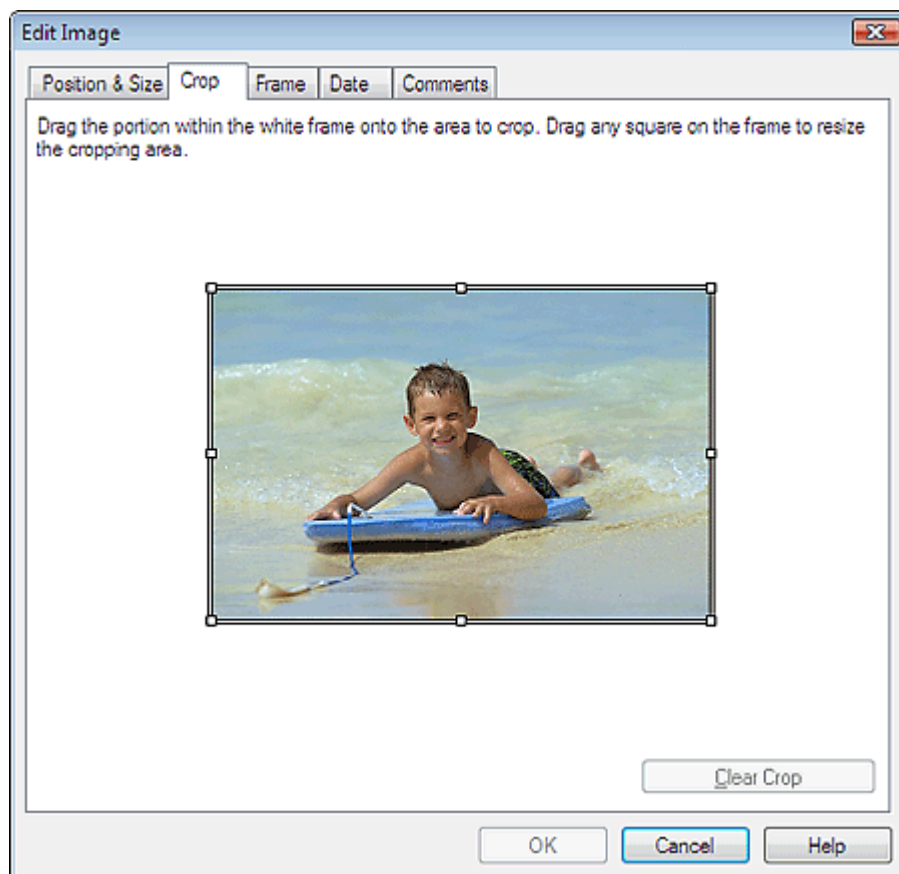 Edit Image
Position & Size Crop Frame Date Comments
Drag the portion within the white frame onto the area to crop. Drag any square on the frame to resize
the cropping area.
Clear Crop
OK Cancel Help